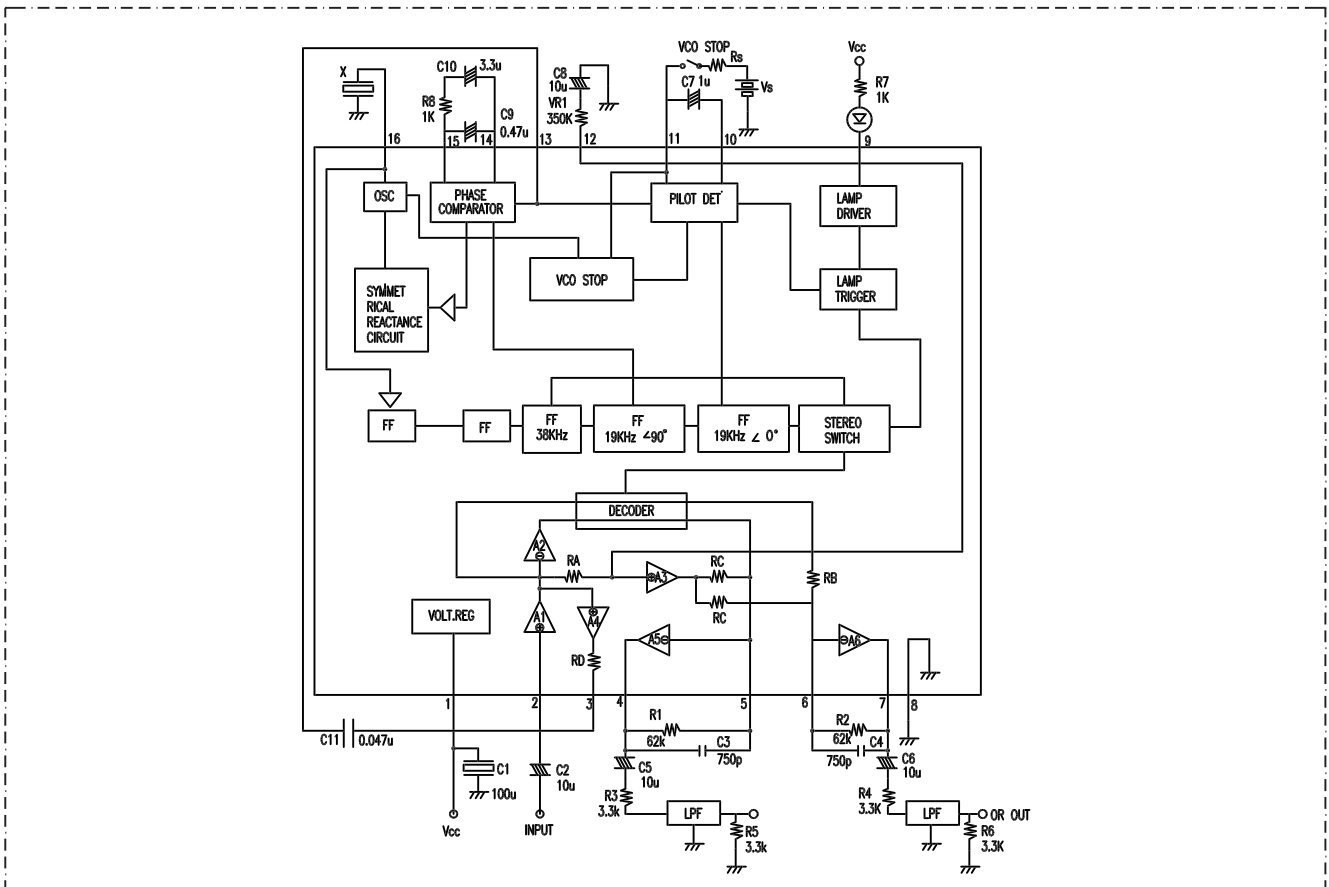 VCO STOP
Rs
Vcc
X
C10
3.3u
C8
10u
C7 1u
Vs
R7
1K
R8
1K
C9
0.47u
VR1
350K
16
15
14
13
12
11
10
9
OSC
PHASE
COMPARATOR
PILOT DET
LAMP
DRIVER
VCO STOP
LAMP
TRIGGER
SYMMET
RICAL
REACTANCE
CIRCUIT
FF
FF
FF
38KHz
FF
19KHz ∠90°
FF
19KHz ∠ 0°
STEREO
SWITCH
DECODER
A2
RA
A3
RC
RB
RC
VOLT.REG
A1
A4
A5
A6
RD
1
2
3
4
5
6
7
8
R1
62k
C3
750p
R2
62k
C4
750p
C11
0.047u
C1
100u
C2
10u
C5
10u
C6
10u
R3
3.3k
R4
3.3K
LPF
LPF
OR OUT
Vcc
INPUT
R5
3.3k
R6
3.3K